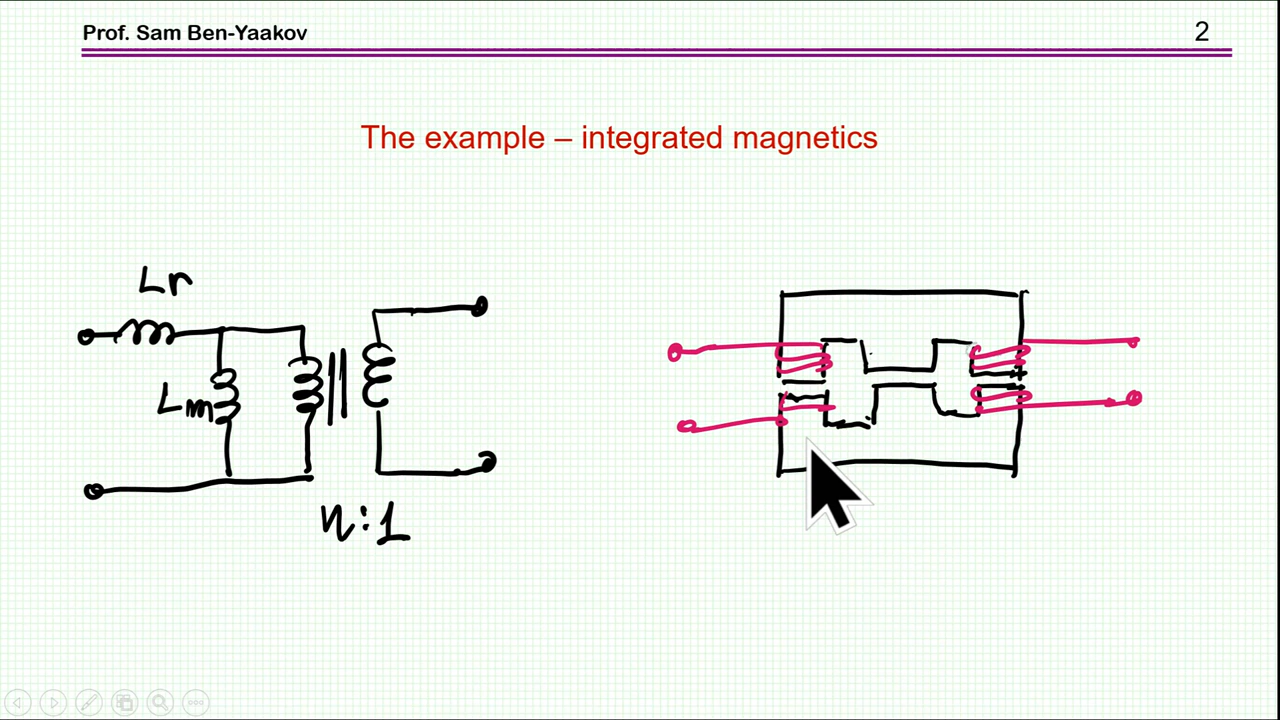 Prof. Sam Ben-Yaakov
2
The example – integrated magnetics
Lr
Lm
n:1